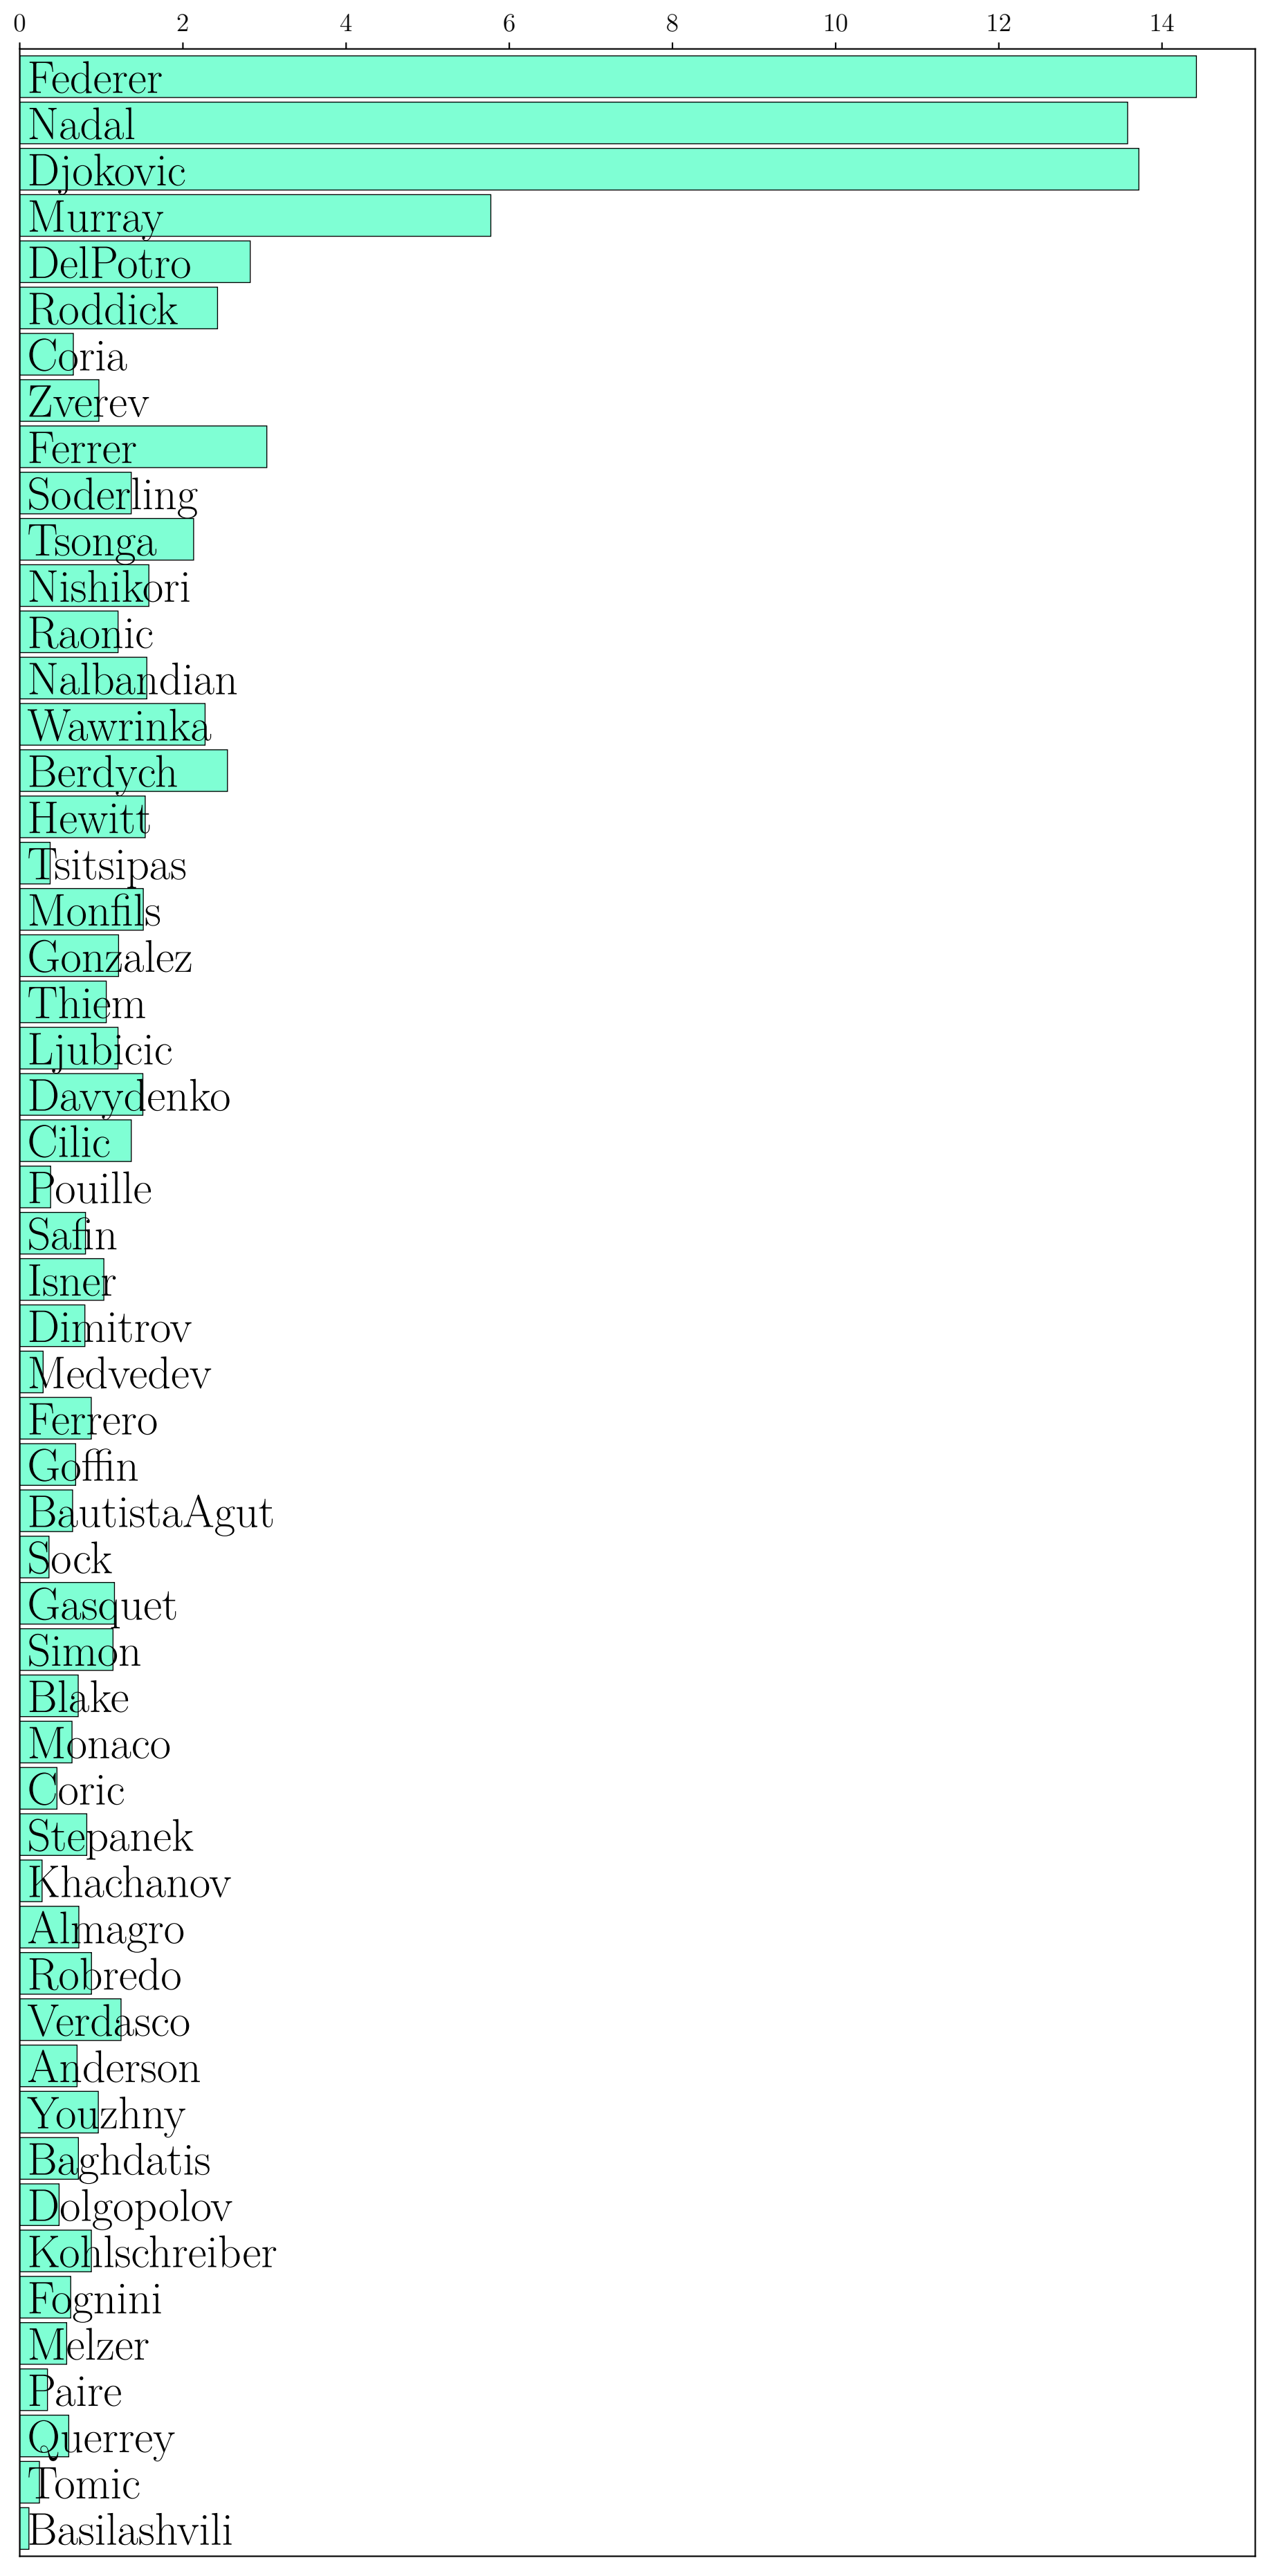 0 2 4 6 8 10 12 14
Federer
Nadal
Djokovic
Murray
DelPotro
Roddick
Coria
Zverev
Ferrer
Soderling
Tsonga
Nishikori
Raonic
Nalbandian
Wawrinka
Berdych
Hewitt
Tsitsipas
Monfils
Gonzalez
Thiem
Ljubicic
Davydenko
Cilic
Pouille
Safin
Isner
Dimitrov
Medvedev
Ferrero
Goffin
BautistaAgut
Sock
Gasquet
Simon
Blake
Monaco
Coric
Stepanek
Khachanov
Almagro
Robredo
Verdasco
Anderson
Youzhny
Baghdatis
Dolgopolov
Kohlschreiber
Fognini
Melzer
Paire
Querrey
Tomic
Basilashvili